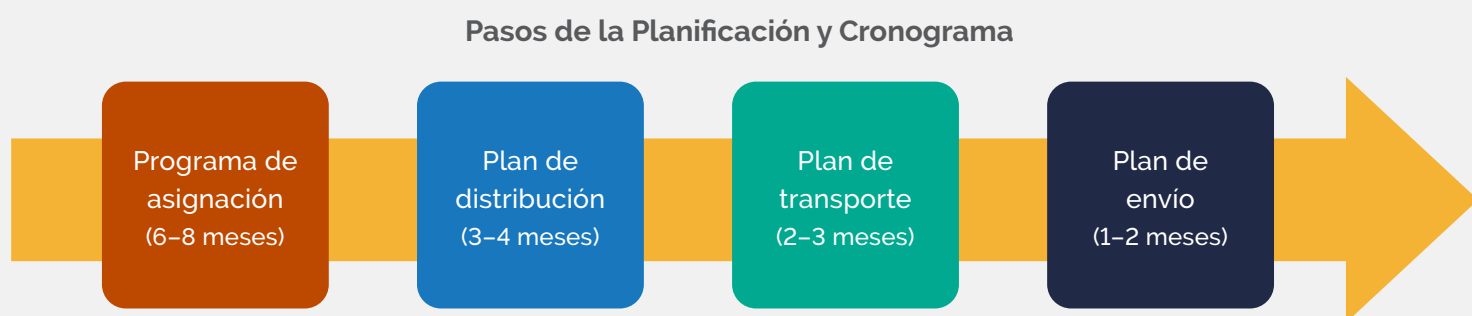 Pasos de la Planificación y Cronograma
Programa de
asignación
(6–8 meses)
Plan de
distribución
(3–4 meses)
Plan de
transporte
(2–3 meses)
Plan de
envío
(1–2 meses)